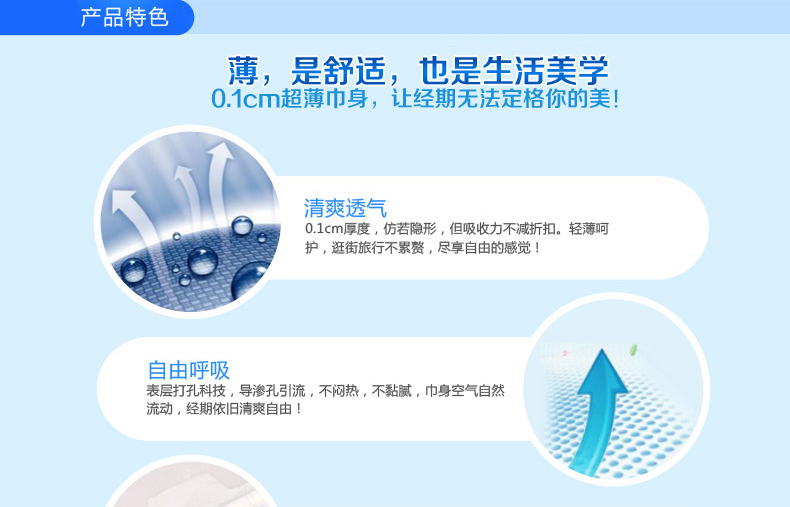 产品特色
薄，是舒适，也是生活美学
0.1cm超薄巾身，让经期无法定格你的美！
清爽透气
0.1cm厚度，仿若隐形，但吸收力不减折扣。轻薄呵
护，逛街旅行不累赘，尽享自由的感觉！
自由呼吸
表层打孔科技，导渗孔引流，不闷热，不黏腻，巾身空气自然
流动，经期依旧清爽自由！